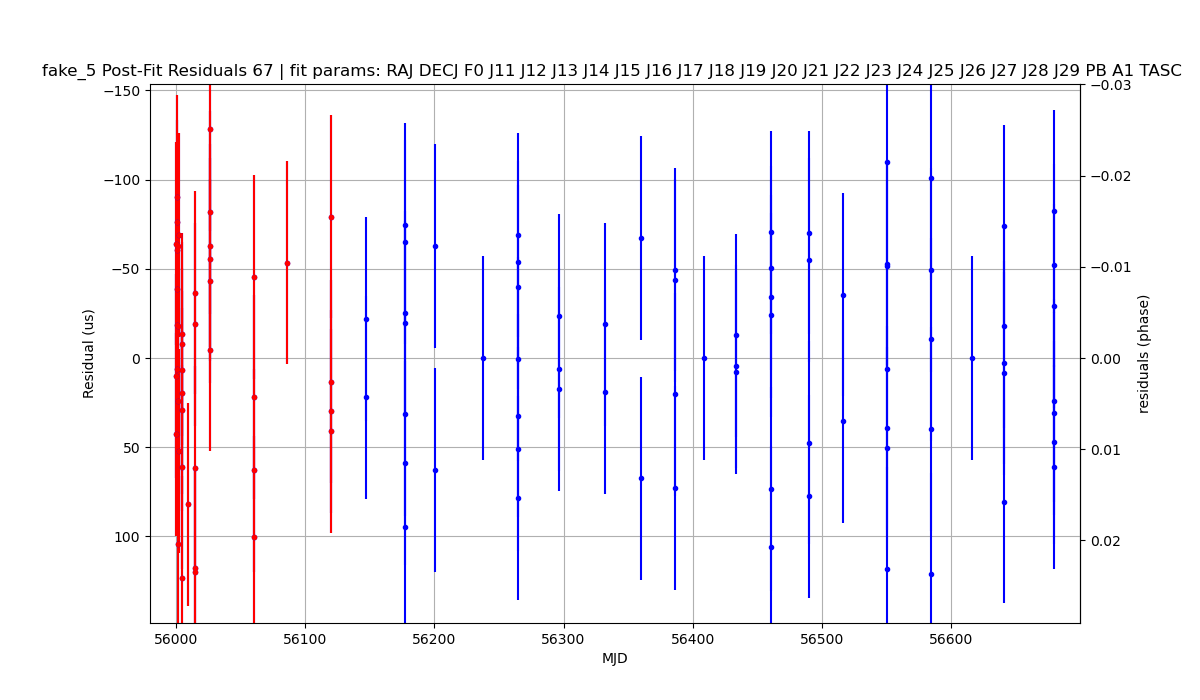 fake_5 Post-Fit Residuals 67 | fit params: RAJ DECJ F0 J11 J12 J13 J14 J15 J16 J17 J18 J19 J20 J21 J22 J23 J24 J25 J26 J27 J28 J29 PB A1 TASC
−150
−100
−50
0
50
100
Residual (us)
−0.03
−0.02
−0.01
0.00
0.01
0.02
residuals (phase)
56000 56100 56200 56300 56400 56500 56600
MJD